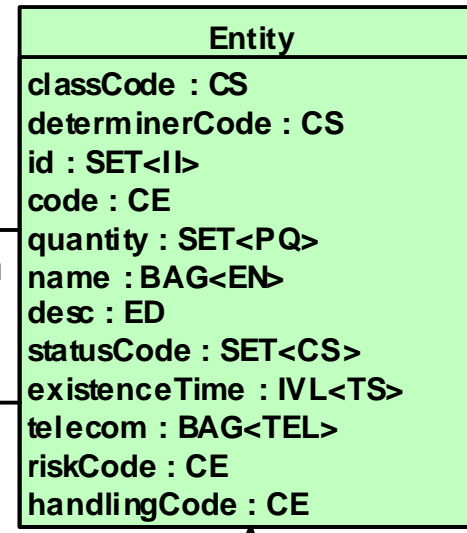 Entity
classCode : CS
determinerCode : CS
id : SET<II>
code : CE
quantity : SET<PQ>
name : BAG<EN>
desc : ED
statusCode : SET<CS>
existenceTime : IVL<TS>
telecom : BAG<TEL>
riskCode : CE
handlingCode : CE